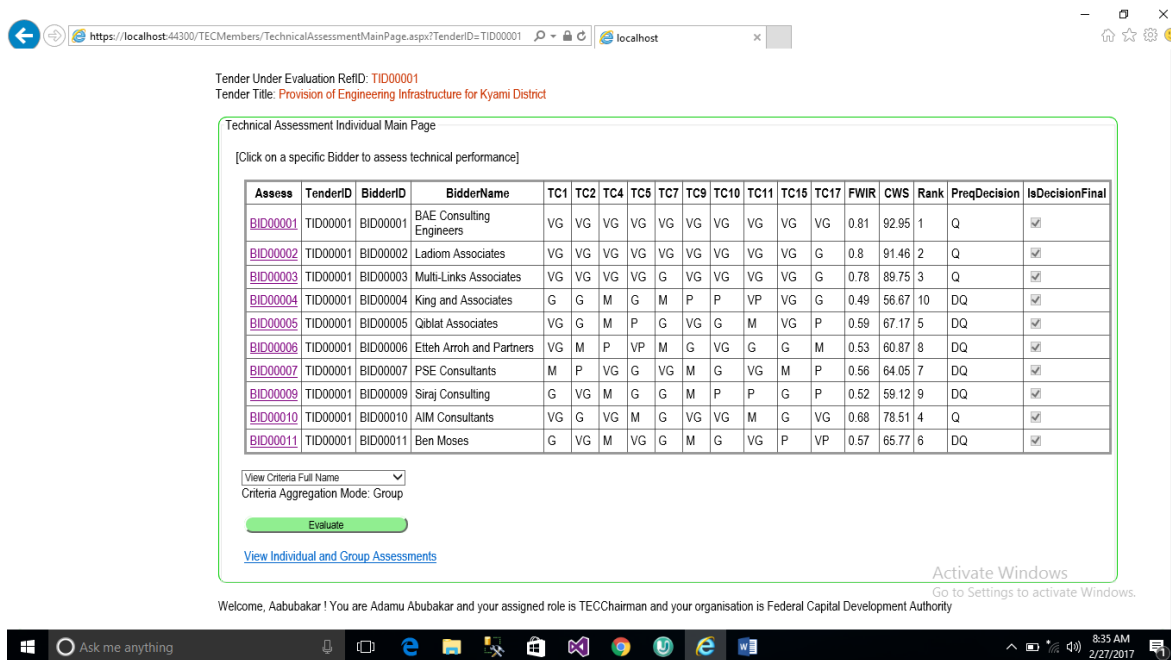 https://localhost:44300/TECMembers/TechnicalAssessmentMainPage.aspx?TenderID=TID00001
localhost
Tender Under Evaluation RefID: TID00001
Tender Title: Provision of Engineering Infrastructure for Kyami District
Technical Assessment Individual Main Page
[Click on a specific Bidder to assess technical performance]
Assess TenderID BidderID BidderName TC1 TC2 TC4 TC5 TC7 TC9 TC10 TC11 TC15 TC17 FWIR CWS Rank PreqDecision IsDecisionFinal
BID00001 TID00001 BID00001 BAE Consulting Engineers VG VG VG VG VG VG VG VG VG VG 0.81 92.95 1 Q
BID00002 TID00001 BID00002 Ladiom Associates VG VG VG VG VG VG VG VG VG G 0.8 91.46 2 Q
BID00003 TID00001 BID00003 Multi-Links Associates VG VG VG VG G VG VG VG VG G 0.78 89.75 3 Q
BID00004 TID00001 BID00004 King and Associates G G M G M P P VP VG G 0.49 56.67 10 DQ
BID00005 TID00001 BID00005 Qiblat Associates VG G M P G VG G M VG P 0.59 67.17 5 DQ
BID00006 TID00001 BID00006 Etteh Arroh and Partners VG M P VP M G VG G G M 0.53 60.87 8 DQ
BID00007 TID00001 BID00007 PSE Consultants M P VG G VG M G VG M P 0.56 64.05 7 DQ
BID00009 TID00001 BID00009 Siraj Consulting G VG M G G M P P G P 0.52 59.12 9 DQ
BID00010 TID00001 BID00010 AIM Consultants VG G VG M G VG VG M G VG 0.68 78.51 4 Q
BID00011 TID00001 BID00011 Ben Moses G VG M VG G M G VG P VP 0.57 65.77 6 DQ
View Criteria Full Name
Criteria Aggregation Mode: Group
Evaluate
View Individual and Group Assessments
Activate Windows
Go to Settings to activate Windows.
Welcome, Aabubakar ! You are Adamu Abubakar and your assigned role is TECChairman and your organisation is Federal Capital Development Authority
Ask me anything
8:35 AM
2/27/2017